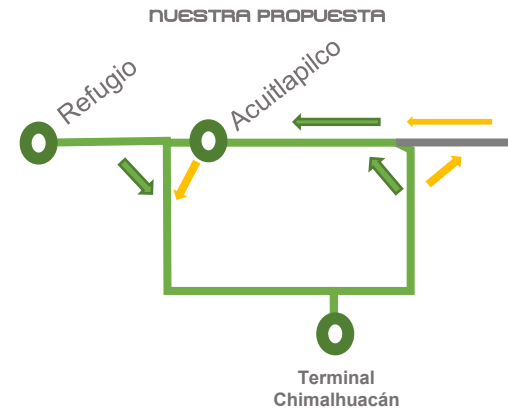 NUESTRA PROPUESTA
Refugio
Acuitlapilco
Terminal
Chimalhuacán